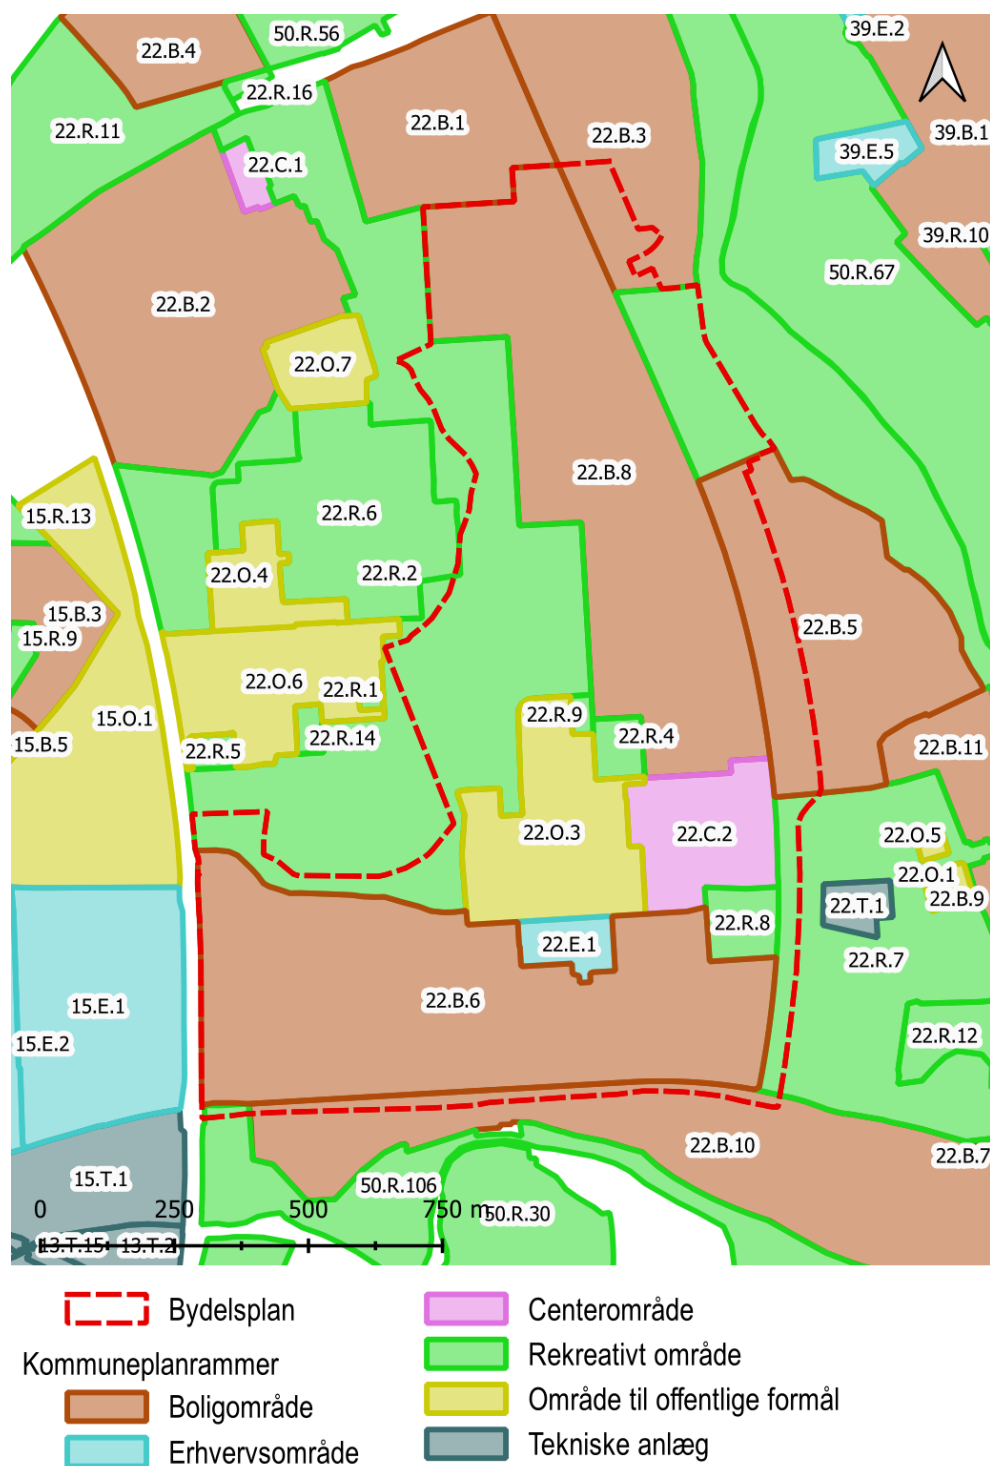 50.R.56
39.E.2
22.B.4
22.R.16
22.R.11
22.B.1
22.B.3
39.B.1
39.E.5
22.C.1
39.R.10
50.R.67
22.B.2
22.O.7
22.B.8
15.R.13
22.R.6
22.R.2
22.O.4
15.B.3
15.R.9
22.B.5
22.O.6
22.R.1
15.O.1
22.R.9
22.R.4
15.B.5
22.R.5
22.R.14
22.B.11
22.O.3
22.C.2
22.O.5
22.O.1
22.B.9
22.T.1
22.R.8
22.E.1
22.R.7
22.B.6
15.E.1
15.E.2
22.R.12
22.B.10
22.B.7
15.T.1
50.R.106
50.R.30
0 250 500 750 m
13.T.15
13.T.2
Bydelsplan
Kommuneplanrammer
Boligområde
Erhvervsområde
Centerområde
Rekreativt område
Område til offentlige formål
Tekniske anlæg